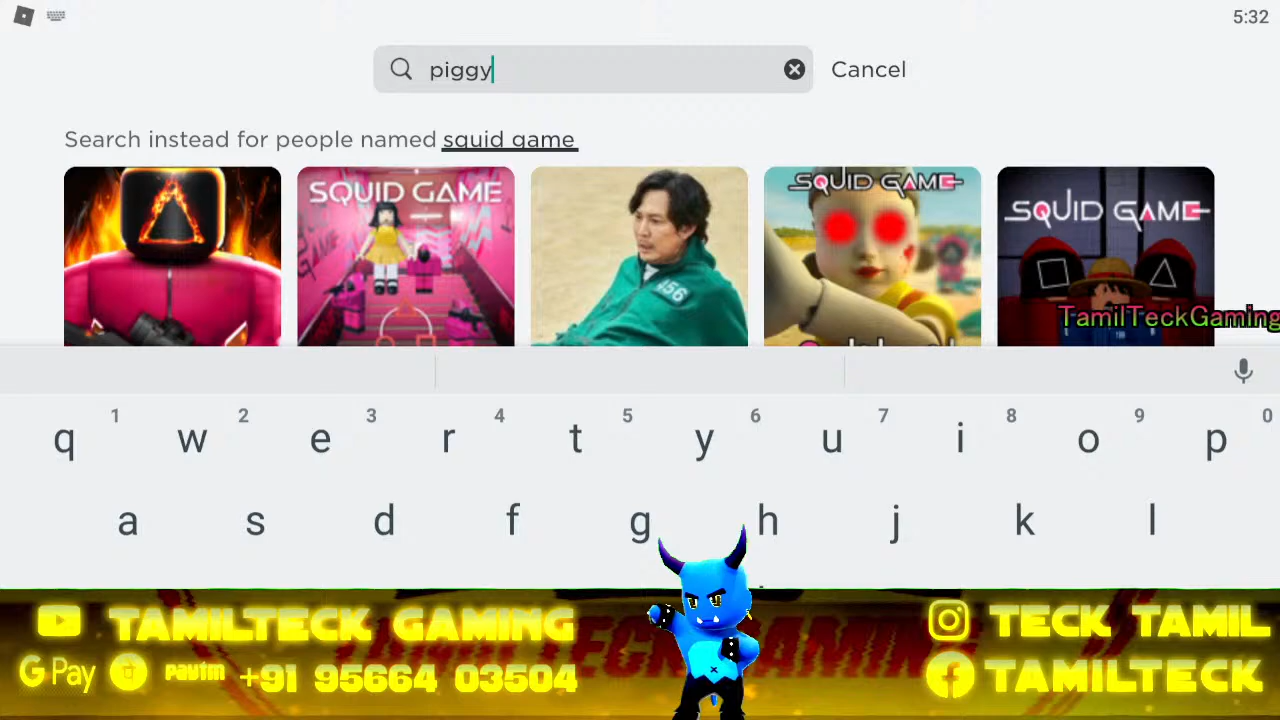 5:32
piggy
Cancel
Search instead for people named squid game
SQUID GAME
456
SQUID GAME
SQUID GAME
TamilTeckGaming
1 2 3 4 5 6 7 8 9 0
q w e r t y u i o p
a s d f g h j k l
TAMILTECK GAMING
TECK TAMIL
G Pay paytm +91 95664 03504
TAMILTECK
TAMILTECK GAMING